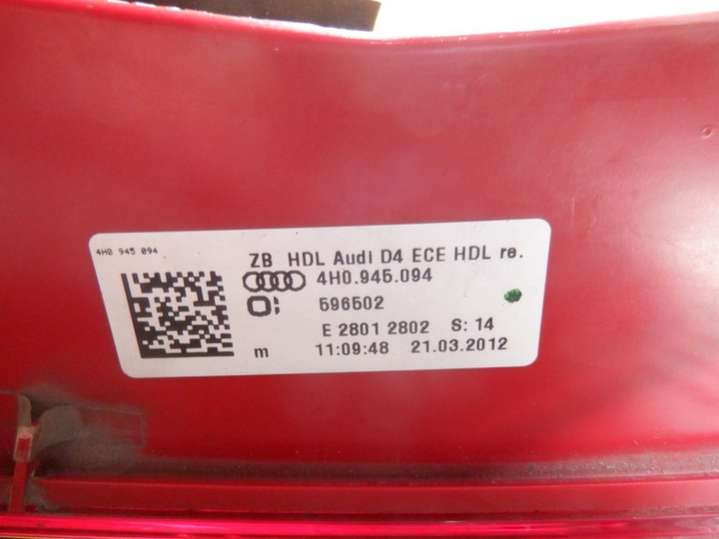 4H0 945 094
ZB HDL Audi D4 ECE HDL re.
4H0.945.094
596502
E 2801 2802 S: 14
m 11:09:48 21.03.2012